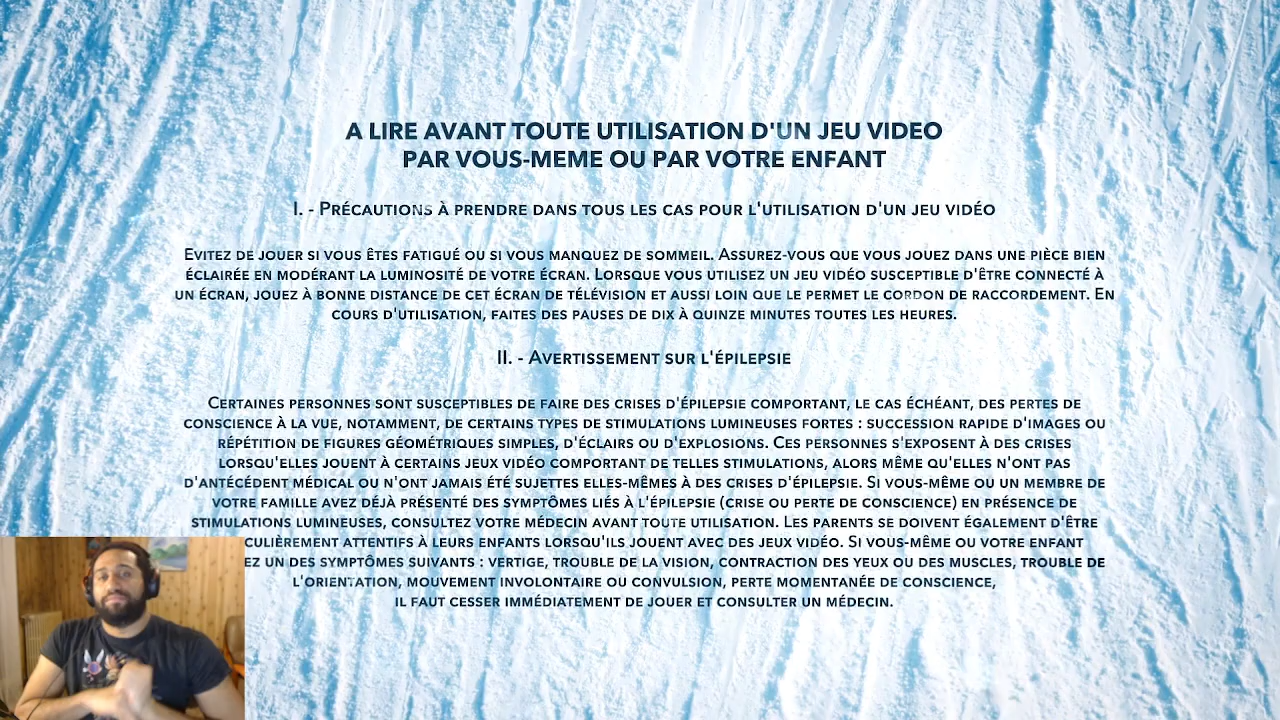 A LIRE AVANT TOUTE UTILISATION D'UN JEU VIDEO
PAR VOUS-MEME OU PAR VOTRE ENFANT
I. - PRÉCAUTIONS À PRENDRE DANS TOUS LES CAS POUR L'UTILISATION D'UN JEU VIDÉO
EVITEZ DE JOUER SI VOUS ÊTES FATIGUÉ OU SI VOUS MANQUEZ DE SOMMEIL. ASSUREZ-VOUS QUE VOUS JOUEZ DANS UNE PIÈCE BIEN
ÉCLAIRÉE EN MODÉRANT LA LUMINOSITÉ DE VOTRE ÉCRAN. LORSQUE VOUS UTILISEZ UN JEU VIDÉO SUSCEPTIBLE D'ÊTRE CONNECTÉ À
UN ÉCRAN, JOUEZ À BONNE DISTANCE DE CET ÉCRAN DE TÉLÉVISION ET AUSSI LOIN QUE LE PERMET LE CORDON DE RACCORDEMENT. EN
COURS D'UTILISATION, FAITES DES PAUSES DE DIX À QUINZE MINUTES TOUTES LES HEURES.
II. - AVERTISSEMENT SUR L'ÉPILEPSIE
CERTAINES PERSONNES SONT SUSCEPTIBLES DE FAIRE DES CRISES D'ÉPILEPSIE COMPORTANT, LE CAS ÉCHÉANT, DES PERTES DE
CONSCIENCE À LA VUE, NOTAMMENT, DE CERTAINS TYPES DE STIMULATIONS LUMINEUSES FORTES : SUCCESSION RAPIDE D'IMAGES OU
RÉPÉTITION DE FIGURES GÉOMÉTRIQUES SIMPLES, D'ÉCLAIRS OU D'EXPLOSIONS. CES PERSONNES S'EXPOSENT À DES CRISES
LORSQU'ELLES JOUENT À CERTAINS JEUX VIDÉO COMPORTANT DE TELLES STIMULATIONS, ALORS MÊME QU'ELLES N'ONT PAS
D'ANTÉCÉDENT MÉDICAL OU N'ONT JAMAIS ÉTÉ SUJETTES ELLES-MÊMES À DES CRISES D'ÉPILEPSIE. SI VOUS-MÊME OU UN MEMBRE DE
VOTRE FAMILLE AVEZ DÉJÀ PRÉSENTÉ DES SYMPTÔMES LIÉS À L'ÉPILEPSIE (CRISE OU PERTE DE CONSCIENCE) EN PRÉSENCE DE
STIMULATIONS LUMINEUSES, CONSULTEZ VOTRE MÉDECIN AVANT TOUTE UTILISATION. LES PARENTS SE DOIVENT ÉGALEMENT D'ÊTRE
CULIÈREMENT ATTENTIFS À LEURS ENFANTS LORSQU'ILS JOUENT AVEC DES JEUX VIDÉO. SI VOUS-MÊME OU VOTRE ENFANT
EZ UN DES SYMPTÔMES SUIVANTS : VERTIGE, TROUBLE DE LA VISION, CONTRACTION DES YEUX OU DES MUSCLES, TROUBLE DE
L'ORIENTATION, MOUVEMENT INVOLONTAIRE OU CONVULSION, PERTE MOMENTANÉE DE CONSCIENCE,
IL FAUT CESSER IMMÉDIATEMENT DE JOUER ET CONSULTER UN MÉDECIN.